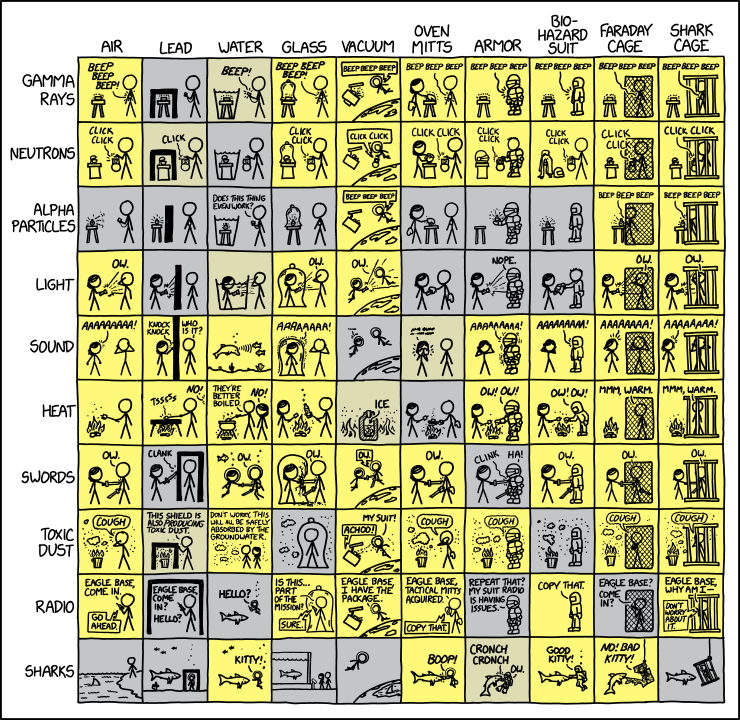 AIR
LEAD
WATER
GLASS
VACUUM
OVEN
MITTS
ARMOR
BIO-
HAZARD
SUIT
FARADAY
CAGE
SHARK
CAGE
GAMMA
RAYS
BEEP
BEEP
BEEP!
BEEP!
BEEP BEEP
BEEP!
BEEP BEEP BEEP
BEEP BEEP BEEP
BEEP BEEP BEEP
BEEP BEEP BEEP
BEEP BEEP BEEP
BEEP BEEP BEEP
NEUTRONS
CLICK
CLICK
CLICK
CLICK
CLICK
CLICK CLICK
CLICK CLICK
CLICK
CLICK
CLICK
CLICK
CLICK
CLICK
CLICK CLICK
ALPHA
PARTICLES
DOES THIS THING
EVEN WORK?
BEEP BEEP BEEP
BEEP BEEP BEEP
BEEP BEEP BEEP
LIGHT
OW.
OW.
OW.
NOPE.
OW.
OW.
SOUND
AAAAAAAA!
KNOCK
KNOCK
WHO
IS IT?
AAAAAAA!
AAAAAAAA!
AAAAAAA!
AAAAAAA!
AAAAAAAA!
HEAT
TSSSSS
NO!
THEY'RE
BETTER
BOILED.
NO!
ICE
OW! OW!
OW! OW!
MMM, WARM.
MMM, WARM.
SWORDS
OW.
CLANK
OW.
OW.
OW.
OW.
CLINK
HA!
OW.
OW.
OW.
TOXIC
DUST
COUGH
THIS SHIELD IS
ALSO PRODUCING
TOXIC DUST.
DON'T WORRY, THIS
WILL ALL BE SAFELY
ABSORBED BY THE
GROUNDWATER.
MY SUIT!
ACHOO!
COUGH
COUGH
COUGH
COUGH
RADIO
EAGLE BASE,
COME IN.
GO
AHEAD.
EAGLE BASE,
COME
IN?
HELLO?
HELLO?
IS THIS...
PART
OF THE
MISSION?
SURE.
EAGLE BASE,
I HAVE THE
PACKAGE.
EAGLE BASE,
TACTICAL MITTS
ACQUIRED.
COPY THAT.
REPEAT THAT?
MY SUIT RADIO
IS HAVING
ISSUES.
COPY THAT.
EAGLE BASE?
COME
IN?
EAGLE BASE,
WHY AM I—
DON'T
WORRY
ABOUT
IT.
SHARKS
KITTY!
BOOP!
CRONCH
CRONCH
OW.
GOOD
KITTY!
NO! BAD
KITTY!